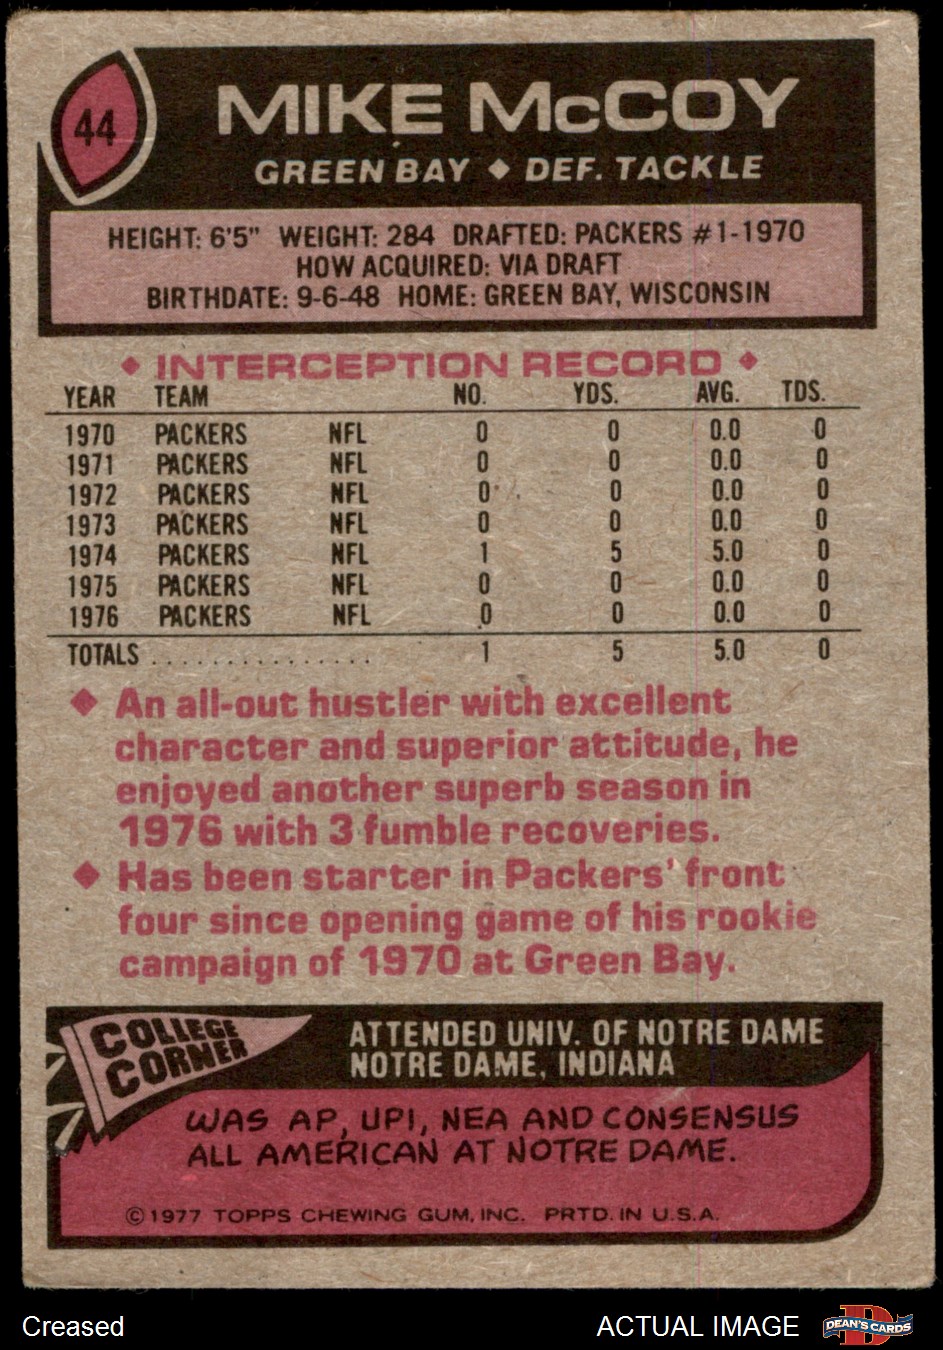 44
MIKE McCOY
GREEN BAY ◆ DEF. TACKLE
HEIGHT: 6'5" WEIGHT: 284 DRAFTED: PACKERS #1-1970
HOW ACQUIRED: VIA DRAFT
BIRTHDATE: 9-6-48 HOME: GREEN BAY, WISCONSIN
◆ INTERCEPTION RECORD ◆
YEAR TEAM NO. YDS. AVG. TDS.
1970 PACKERS NFL 0 0 0.0 0
1971 PACKERS NFL 0 0 0.0 0
1972 PACKERS NFL 0 0 0.0 0
1973 PACKERS NFL 0 0 0.0 0
1974 PACKERS NFL 1 5 5.0 0
1975 PACKERS NFL 0 0 0.0 0
1976 PACKERS NFL 0 0 0.0 0
TOTALS . . . . . . . . . . . . . . . 1 5 5.0 0
◆ An all-out hustler with excellent
character and superior attitude, he
enjoyed another superb season in
1976 with 3 fumble recoveries.
◆ Has been starter in Packers' front
four since opening game of his rookie
campaign of 1970 at Green Bay.
COLLEGE
CORNER
ATTENDED UNIV. OF NOTRE DAME
NOTRE DAME, INDIANA
WAS AP, UPI, NEA AND CONSENSUS
ALL AMERICAN AT NOTRE DAME.
© 1977 TOPPS CHEWING GUM, INC. PRTD. IN U.S.A.
Creased
ACTUAL IMAGE
D
DEAN'S CARDS